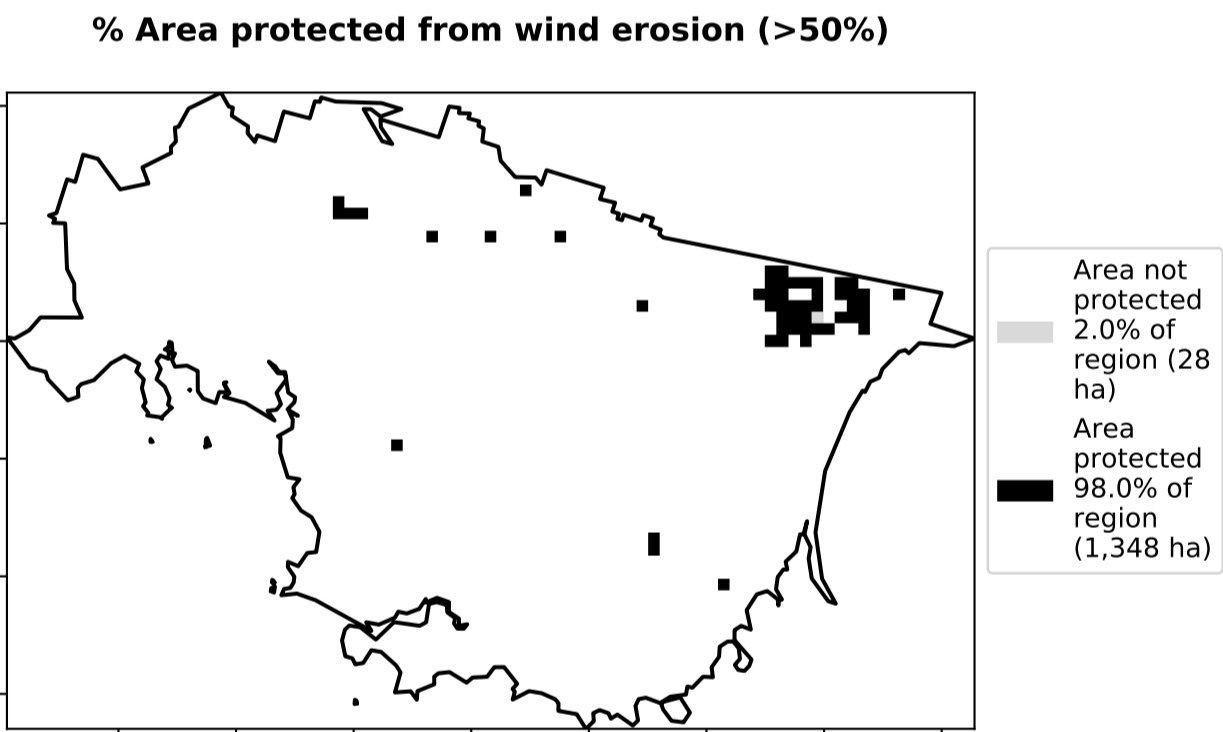 % Area protected from wind erosion (>50%)
Area not
protected
2.0% of
region (28
ha)
Area
protected
98.0% of
region
(1,348 ha)